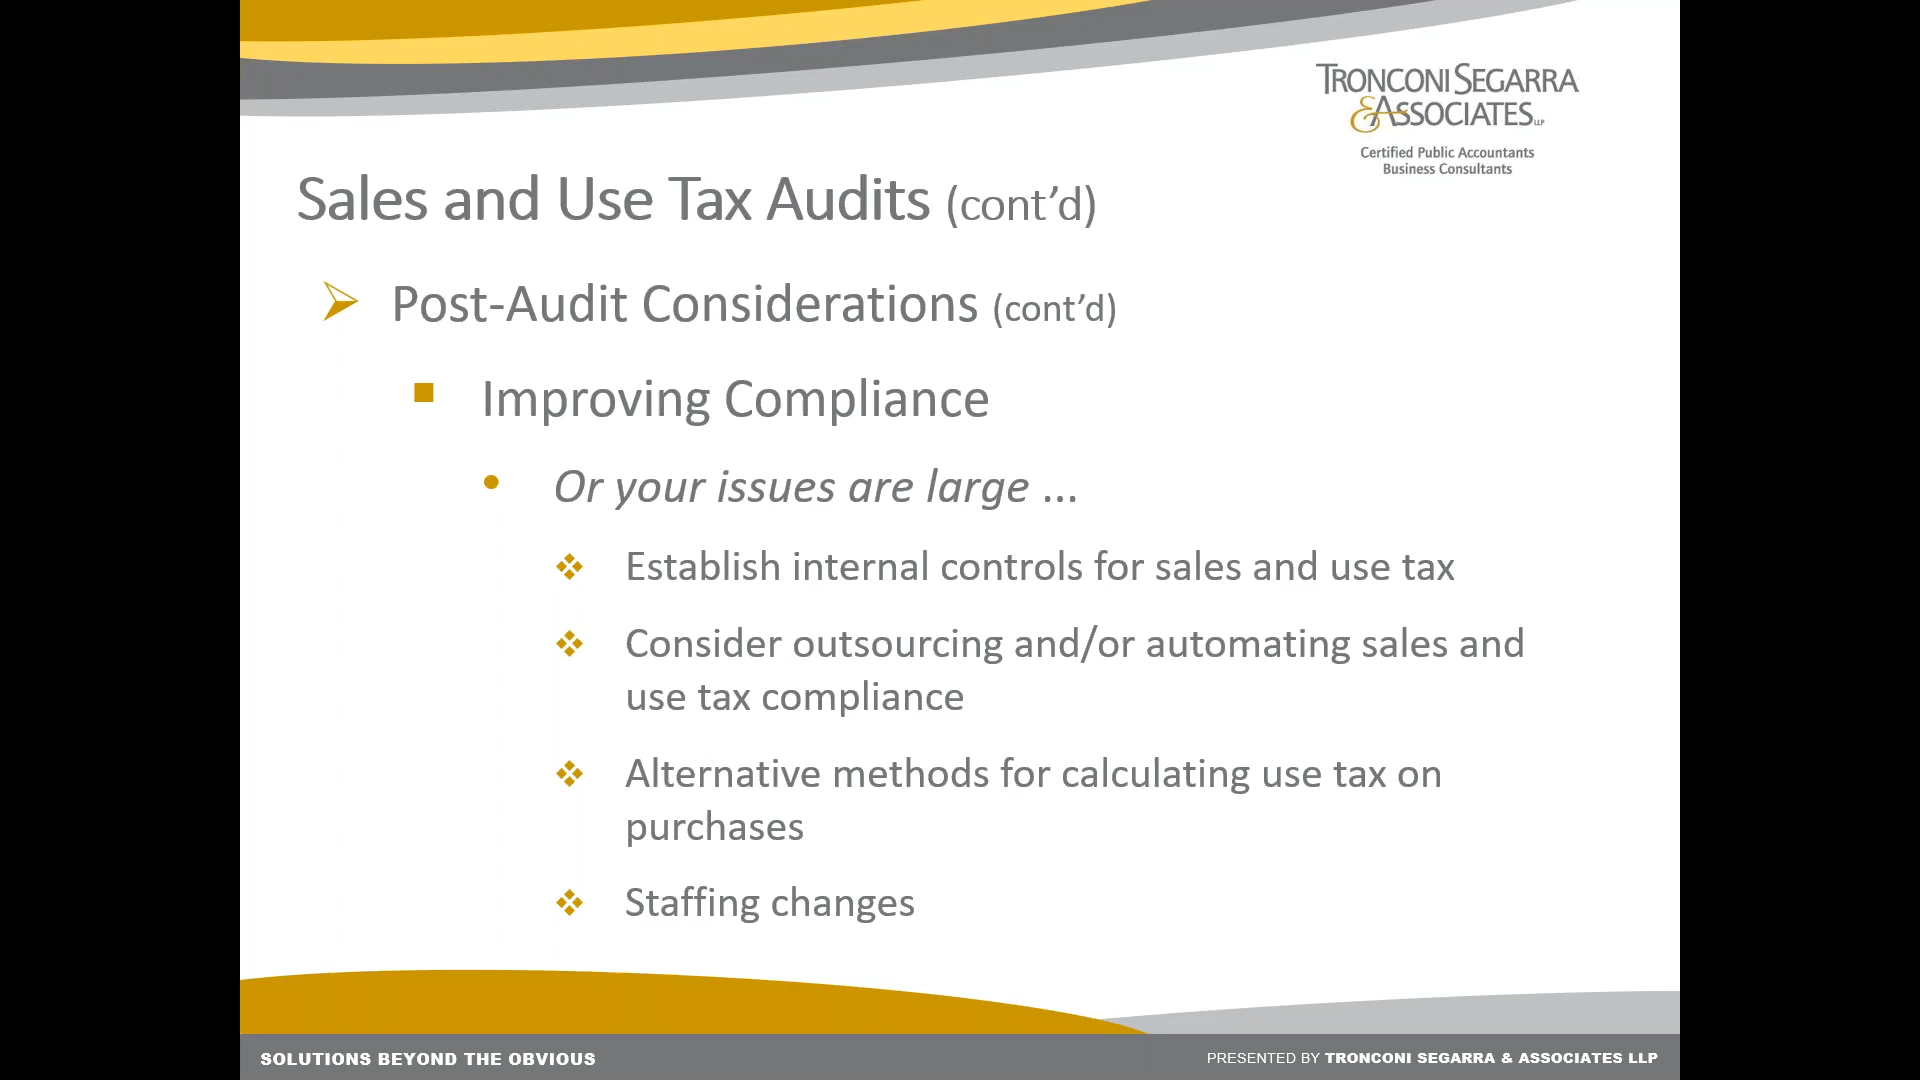 TRONCONI SEGARRA
& ASSOCIATES LLP
Certified Public Accountants
Business Consultants
Sales and Use Tax Audits (cont’d)
Post-Audit Considerations (cont’d)
Improving Compliance
Or your issues are large ...
Establish internal controls for sales and use tax
Consider outsourcing and/or automating sales and
use tax compliance
Alternative methods for calculating use tax on
purchases
Staffing changes
SOLUTIONS BEYOND THE OBVIOUS
PRESENTED BY TRONCONI SEGARRA & ASSOCIATES LLP